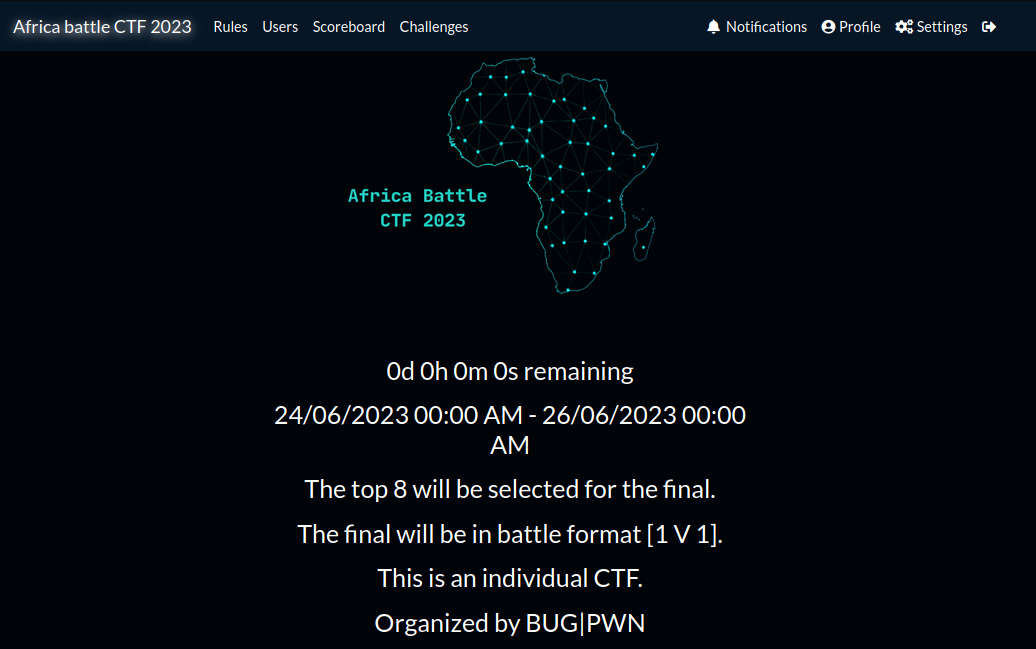 Africa battle CTF 2023 Rules Users Scoreboard Challenges Notifications Profile Settings
Africa Battle
CTF 2023
0d 0h 0m 0s remaining
24/06/2023 00:00 AM - 26/06/2023 00:00
AM
The top 8 will be selected for the final.
The final will be in battle format [1 V 1].
This is an individual CTF.
Organized by BUG|PWN